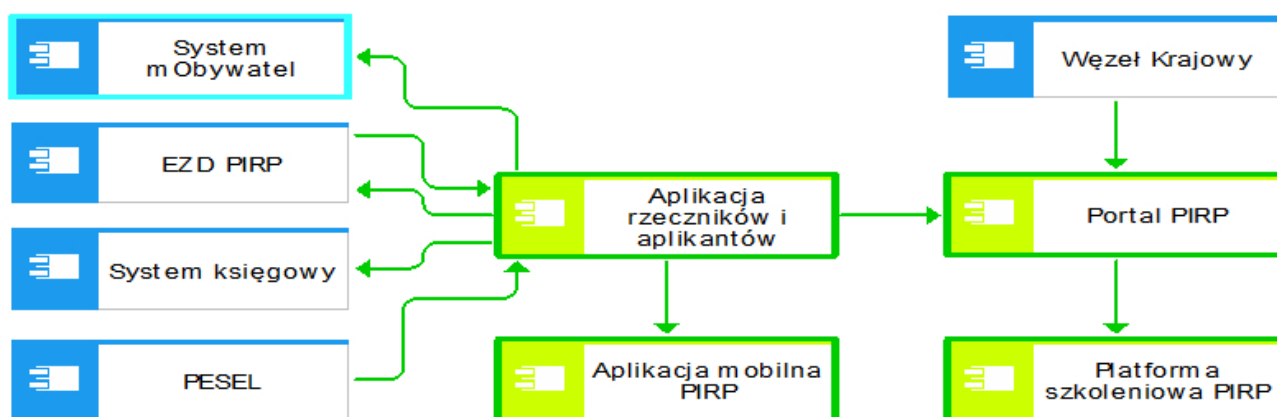 System
mObywatel
Węzeł Krajowy
EZD PIRP
Aplikacja
rzeczników i
aplikantów
Portal PIRP
System księgowy
PESEL
Aplikacja mobilna
PIRP
Platforma
szkoleniowa PIRP